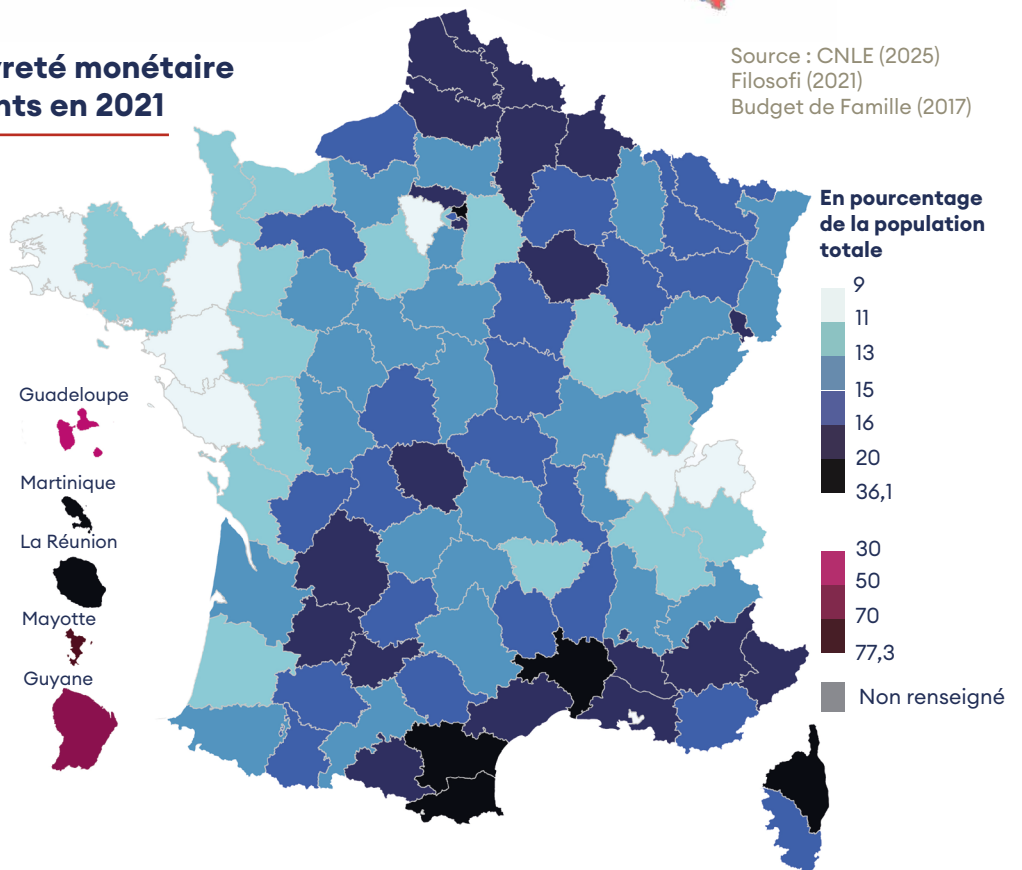 vreté monétaire
nts en 2021
Source : CNLE (2025)
Filosofi (2021)
Budget de Famille (2017)
En pourcentage
de la population
totale
9
11
13
15
16
20
36,1
30
50
70
77,3
Non renseigné
Guadeloupe
Martinique
La Réunion
Mayotte
Guyane